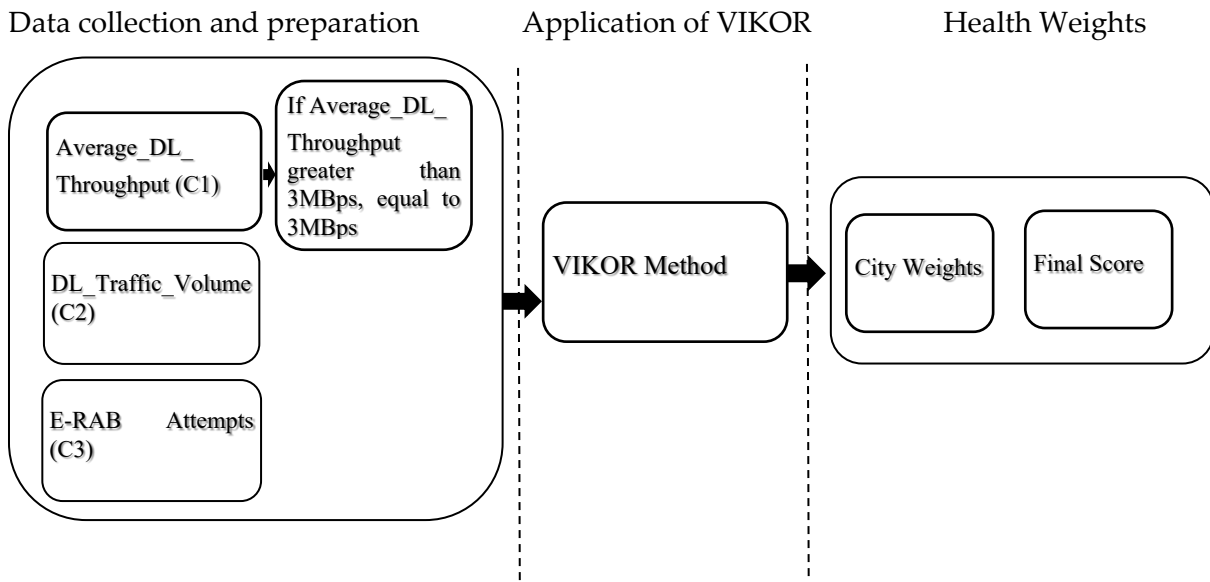 Data collection and preparation
Application of VIKOR
Health Weights
Average_DL_
Throughput (C1)
If Average_DL_
Throughput
greater than
3MBps, equal to
3MBps
DL_Traffic_Volume
(C2)
E-RAB Attempts
(C3)
VIKOR Method
City Weights
Final Score